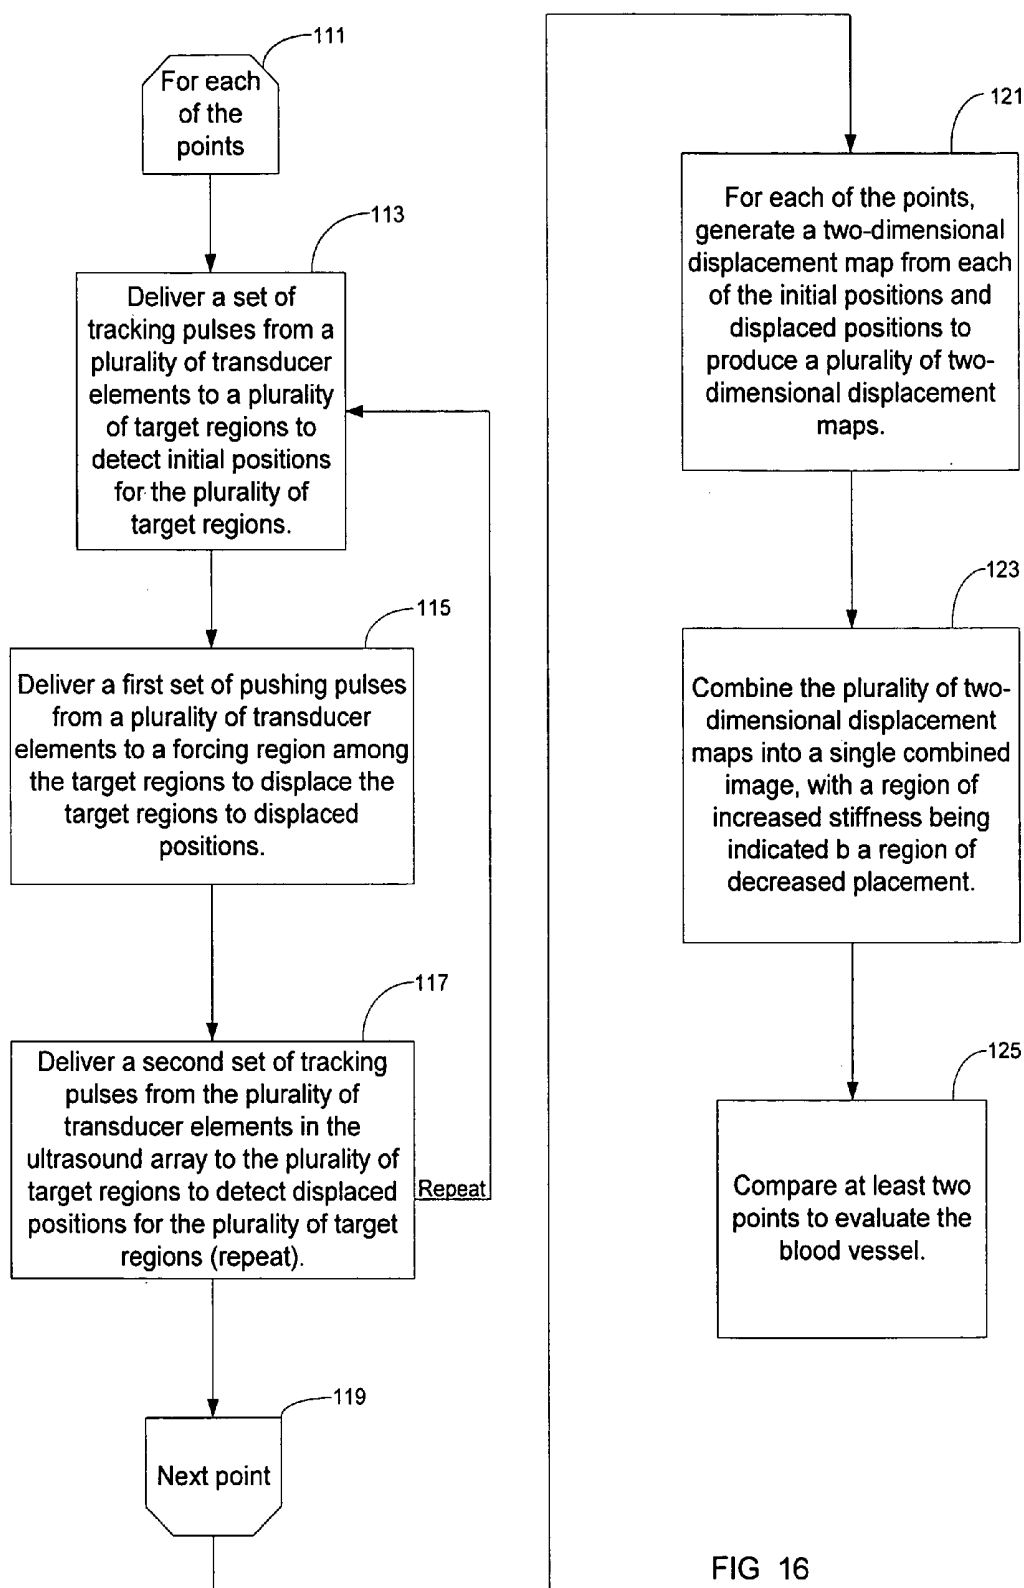 111
For each
of the
points
113
Deliver a set of
tracking pulses from a
plurality of transducer
elements to a plurality
of target regions to
detect initial positions
for the plurality of
target regions.
115
Deliver a first set of pushing pulses
from a plurality of transducer
elements to a forcing region among
the target regions to displace the
target regions to displaced
positions.
117
Deliver a second set of tracking
pulses from the plurality of
transducer elements in the
ultrasound array to the plurality of
target regions to detect displaced
positions for the plurality of target
regions (repeat).
Repeat
119
Next point
121
For each of the points,
generate a two-dimensional
displacement map from each
of the initial positions and
displaced positions to
produce a plurality of two-
dimensional displacement
maps.
123
Combine the plurality of two-
dimensional displacement
maps into a single combined
image, with a region of
increased stiffness being
indicated b a region of
decreased placement.
125
Compare at least two
points to evaluate the
blood vessel.
FIG 16